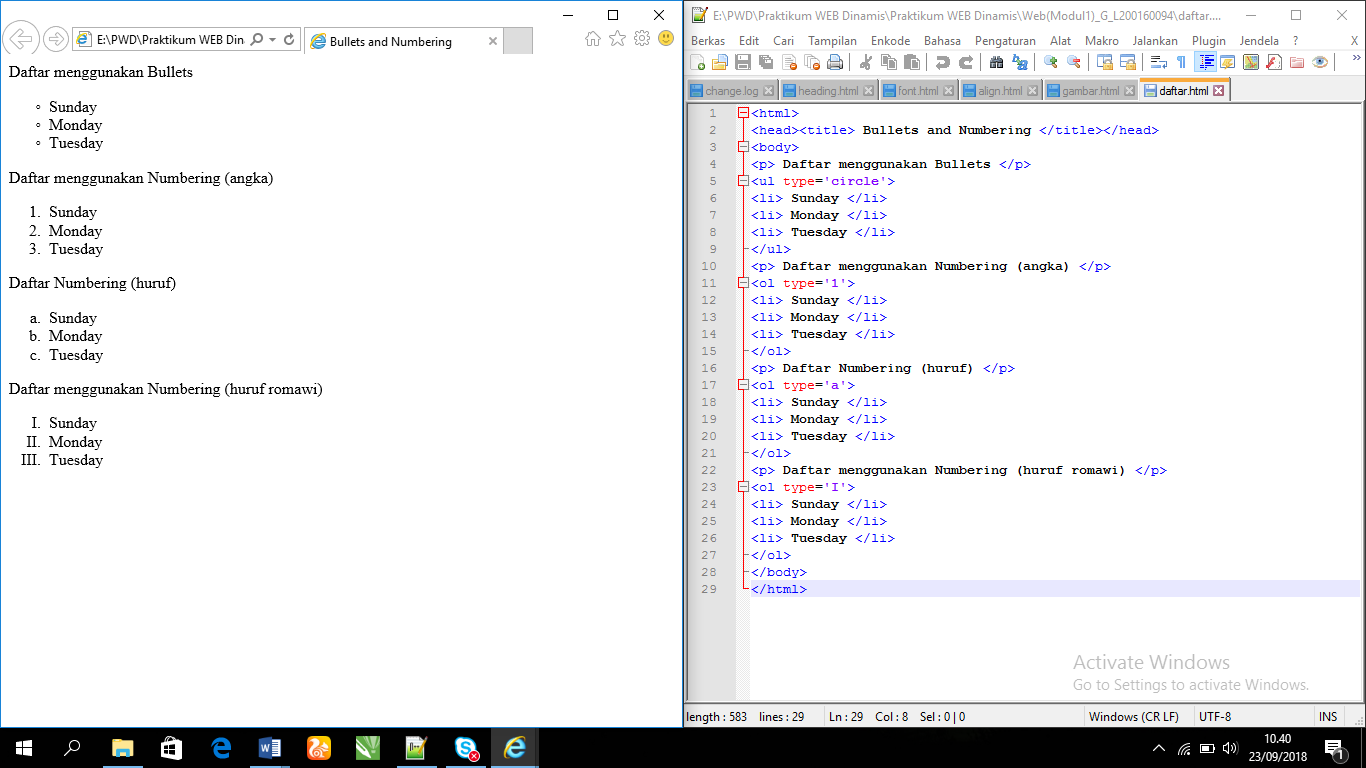 E:\PWD\Praktikum WEB Din
Bullets and Numbering
Daftar menggunakan Bullets
Sunday
Monday
Tuesday
Daftar menggunakan Numbering (angka)
1. Sunday
2. Monday
3. Tuesday
Daftar Numbering (huruf)
a. Sunday
b. Monday
c. Tuesday
Daftar menggunakan Numbering (huruf romawi)
I. Sunday
II. Monday
III. Tuesday
E:\PWD\Praktikum WEB Dinamis\Praktikum WEB Dinamis\Web(Modul1)_G_L200160094\daftar....
Berkas Edit Cari Tampilan Enkode Bahasa Pengaturan Alat Makro Jalankan Plugin Jendela ? X
change.log heading.html font.html align.html gambar.html daftar.html
1 <html>
2 <head><title> Bullets and Numbering </title></head>
3 <body>
4 <p> Daftar menggunakan Bullets </p>
5 <ul type='circle'>
6 <li> Sunday </li>
7 <li> Monday </li>
8 <li> Tuesday </li>
9 </ul>
10 <p> Daftar menggunakan Numbering (angka) </p>
11 <ol type='1'>
12 <li> Sunday </li>
13 <li> Monday </li>
14 <li> Tuesday </li>
15 </ol>
16 <p> Daftar Numbering (huruf) </p>
17 <ol type='a'>
18 <li> Sunday </li>
19 <li> Monday </li>
20 <li> Tuesday </li>
21 </ol>
22 <p> Daftar menggunakan Numbering (huruf romawi) </p>
23 <ol type='I'>
24 <li> Sunday </li>
25 <li> Monday </li>
26 <li> Tuesday </li>
27 </ol>
28 </body>
29 </html>
Activate Windows
Go to Settings to activate Windows.
length : 583 lines : 29 Ln : 29 Col : 8 Sel : 0 | 0 Windows (CR LF) UTF-8 INS
10.40
23/09/2018
1